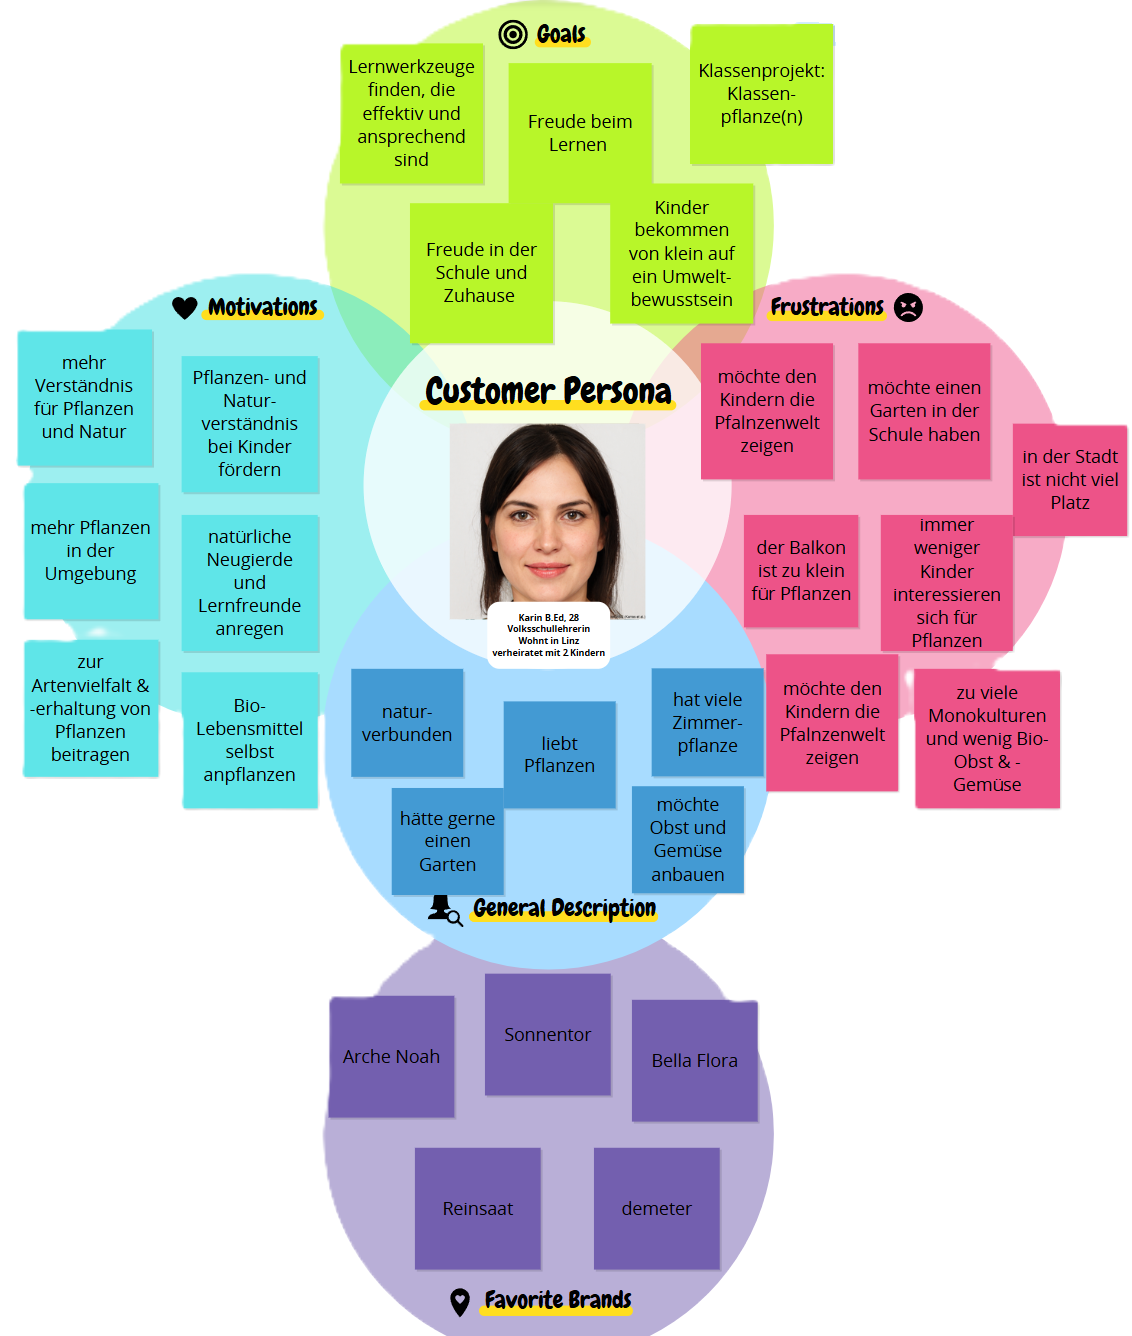 Goals
Lernwerkzeuge
finden, die
effektiv und
ansprechend
sind
Freude beim
Lernen
Klassenprojekt:
Klassen-
pflanze(n)
Freude in der
Schule und
Zuhause
Kinder
bekommen
von klein auf
ein Umwelt-
bewusstsein
Motivations
mehr
Verständnis
für Pflanzen
und Natur
Pflanzen- und
Natur-
verständnis
bei Kinder
fördern
mehr Pflanzen
in der
Umgebung
natürliche
Neugierde
und
Lernfreunde
anregen
zur
Artenvielfalt &
-erhaltung von
Pflanzen
beitragen
Bio-
Lebensmittel
selbst
anpflanzen
Customer Persona
Karin B.Ed, 28
Volksschullehrerin
Wohnt in Linz
verheiratet mit 2 Kindern
Frustrations
möchte den
Kindern die
Pfalnzenwelt
zeigen
möchte einen
Garten in der
Schule haben
in der Stadt
ist nicht viel
Platz
der Balkon
ist zu klein
für Pflanzen
immer
weniger
Kinder
interessieren
sich für
Pflanzen
möchte den
Kindern die
Pfalnzenwelt
zeigen
zu viele
Monokulturen
und wenig Bio-
Obst & -
Gemüse
natur-
verbunden
liebt
Pflanzen
hat viele
Zimmer-
pflanze
hätte gerne
einen
Garten
möchte
Obst und
Gemüse
anbauen
General Description
Arche Noah
Sonnentor
Bella Flora
Reinsaat
demeter
Favorite Brands